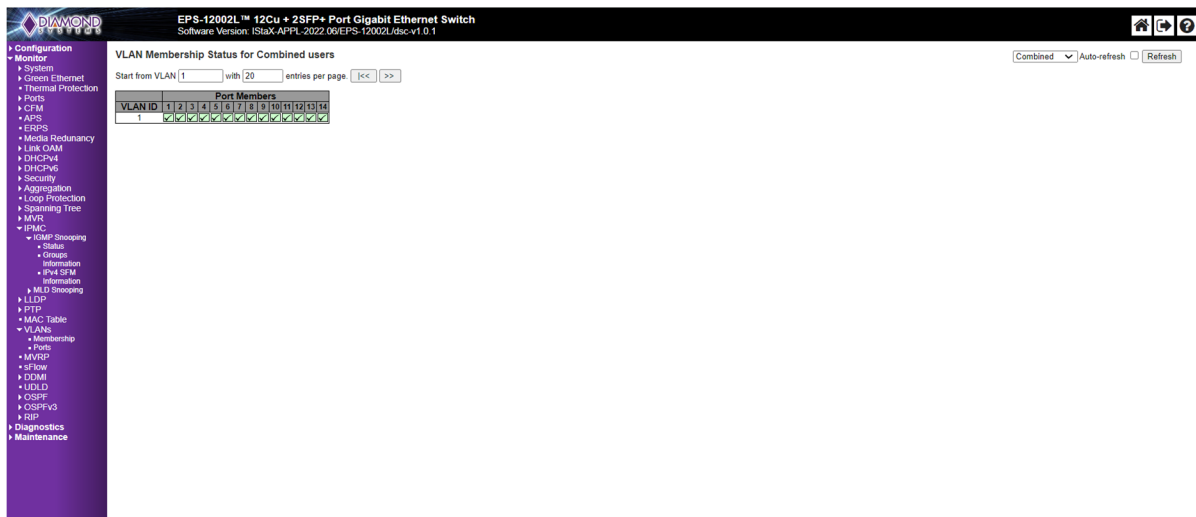 DIAMOND
SYSTEMS
EPS-12002L™ 12Cu + 2SFP+ Port Gigabit Ethernet Switch
Software Version: IStaX-APPL-2022.06/EPS-12002L/dsc-v1.0.1
Configuration
Monitor
System
Green Ethernet
Thermal Protection
Ports
CFM
APS
ERPS
Media Redunancy
Link OAM
DHCPv4
DHCPv6
Security
Aggregation
Loop Protection
Spanning Tree
MVR
IPMC
IGMP Snooping
Status
Groups
Information
IPv4 SFM
Information
MLD Snooping
LLDP
PTP
MAC Table
VLANs
Membership
Ports
MVRP
sFlow
DDMI
UDLD
OSPF
OSPFv3
RIP
Diagnostics
Maintenance
VLAN Membership Status for Combined users
Combined Auto-refresh Refresh
Start from VLAN 1 with 20 entries per page. |<< >>
Port Members
VLAN ID 1 2 3 4 5 6 7 8 9 10 11 12 13 14
1